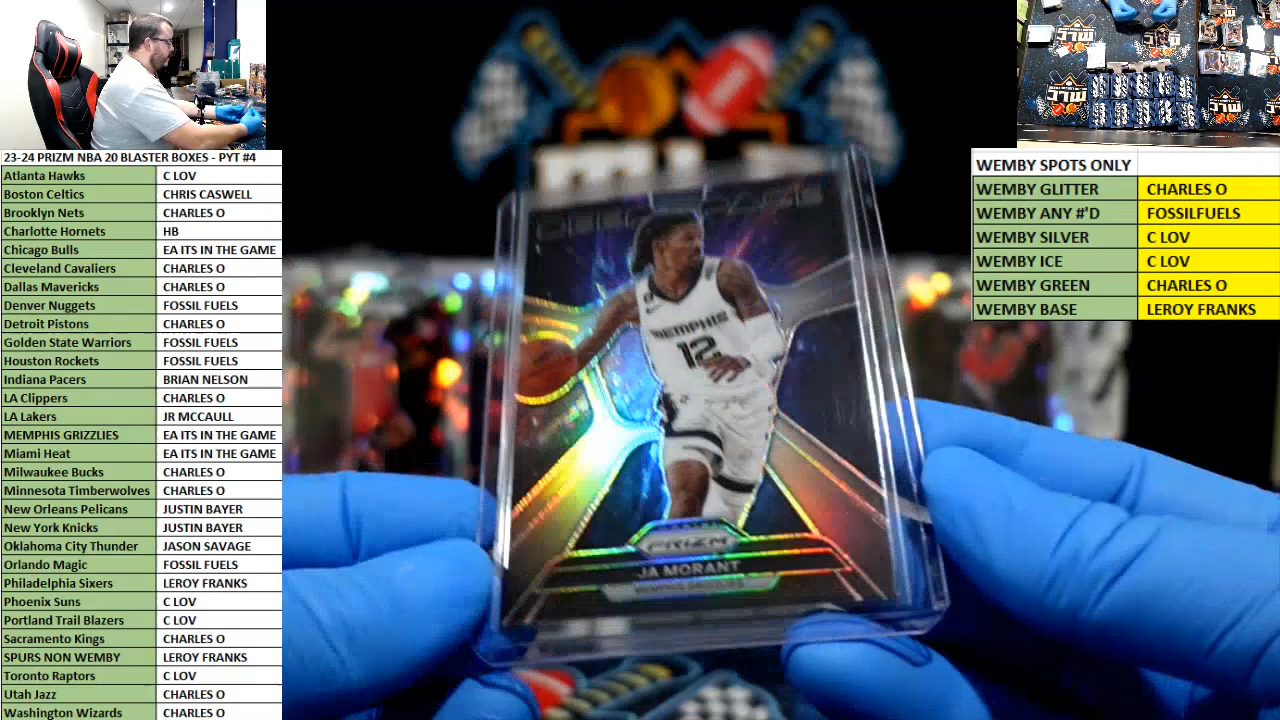 23-24 PRIZM NBA 20 BLASTER BOXES - PYT #4
Atlanta Hawks C LOV
Boston Celtics CHRIS CASWELL
Brooklyn Nets CHARLES O
Charlotte Hornets HB
Chicago Bulls EA ITS IN THE GAME
Cleveland Cavaliers CHARLES O
Dallas Mavericks CHARLES O
Denver Nuggets FOSSIL FUELS
Detroit Pistons CHARLES O
Golden State Warriors FOSSIL FUELS
Houston Rockets FOSSIL FUELS
Indiana Pacers BRIAN NELSON
LA Clippers CHARLES O
LA Lakers JR MCCAULL
MEMPHIS GRIZZLIES EA ITS IN THE GAME
Miami Heat EA ITS IN THE GAME
Milwaukee Bucks CHARLES O
Minnesota Timberwolves CHARLES O
New Orleans Pelicans JUSTIN BAYER
New York Knicks JUSTIN BAYER
Oklahoma City Thunder JASON SAVAGE
Orlando Magic FOSSIL FUELS
Philadelphia Sixers LEROY FRANKS
Phoenix Suns C LOV
Portland Trail Blazers C LOV
Sacramento Kings CHARLES O
SPURS NON WEMBY LEROY FRANKS
Toronto Raptors C LOV
Utah Jazz CHARLES O
Washington Wizards CHARLES O
DEEP SPACE
MEMPHIS
12
PRIZM
JA MORANT
MEMPHIS GRIZZLIES
WEMBY SPOTS ONLY
WEMBY GLITTER CHARLES O
WEMBY ANY #'D FOSSILFUELS
WEMBY SILVER C LOV
WEMBY ICE C LOV
WEMBY GREEN CHARLES O
WEMBY BASE LEROY FRANKS